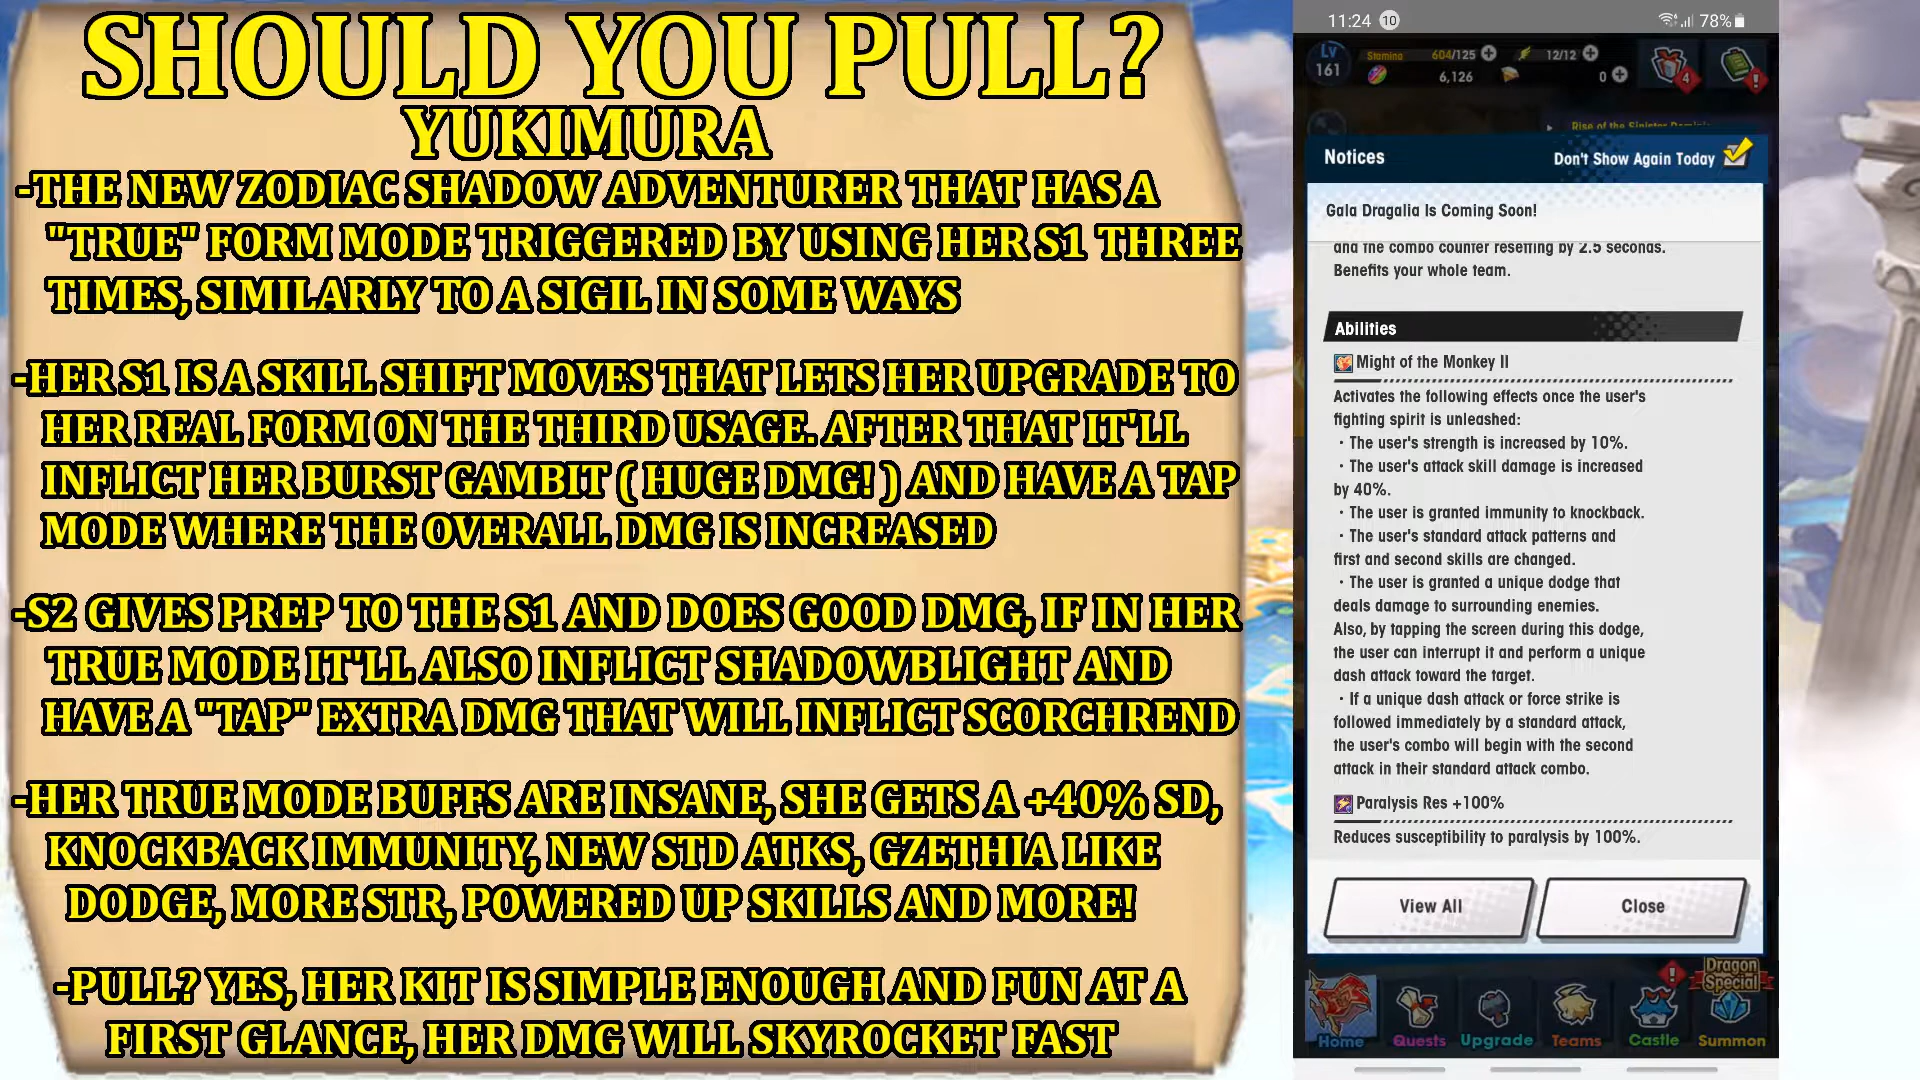 SHOULD YOU PULL?
YUKIMURA
-THE NEW ZODIAC SHADOW ADVENTURER THAT HAS A
"TRUE" FORM MODE TRIGGERED BY USING HER S1 THREE
TIMES, SIMILARLY TO A SIGIL IN SOME WAYS
-HER S1 IS A SKILL SHIFT MOVES THAT LETS HER UPGRADE TO
HER REAL FORM ON THE THIRD USAGE. AFTER THAT IT'LL
INFLICT HER BURST GAMBIT ( HUGE DMG! ) AND HAVE A TAP
MODE WHERE THE OVERALL DMG IS INCREASED
-S2 GIVES PREP TO THE S1 AND DOES GOOD DMG, IF IN HER
TRUE MODE IT'LL ALSO INFLICT SHADOWBLIGHT AND
HAVE A "TAP" EXTRA DMG THAT WILL INFLICT SCORCHREND
-HER TRUE MODE BUFFS ARE INSANE, SHE GETS A +40% SD,
KNOCKBACK IMMUNITY, NEW STD ATKS, GZETHIA LIKE
DODGE, MORE STR, POWERED UP SKILLS AND MORE!
-PULL? YES, HER KIT IS SIMPLE ENOUGH AND FUN AT A
FIRST GLANCE, HER DMG WILL SKYROCKET FAST
11:24 10 78%
Lv 161 Stamina 604/125 12/12
6,126 0 4
Rise of the Sinister Domini
Notices Don't Show Again Today
Gala Dragalia Is Coming Soon!
and the combo counter resetting by 2.5 seconds.
Benefits your whole team.
Abilities
Might of the Monkey II
Activates the following effects once the user's
fighting spirit is unleashed:
・The user's strength is increased by 10%.
・The user's attack skill damage is increased
by 40%.
・The user is granted immunity to knockback.
・The user's standard attack patterns and
first and second skills are changed.
・The user is granted a unique dodge that
deals damage to surrounding enemies.
Also, by tapping the screen during this dodge,
the user can interrupt it and perform a unique
dash attack toward the target.
・If a unique dash attack or force strike is
followed immediately by a standard attack,
the user's combo will begin with the second
attack in their standard attack combo.
Paralysis Res +100%
Reduces susceptibility to paralysis by 100%.
View All Close
Dragon
Special
Home Quests Upgrade Teams Castle Summon